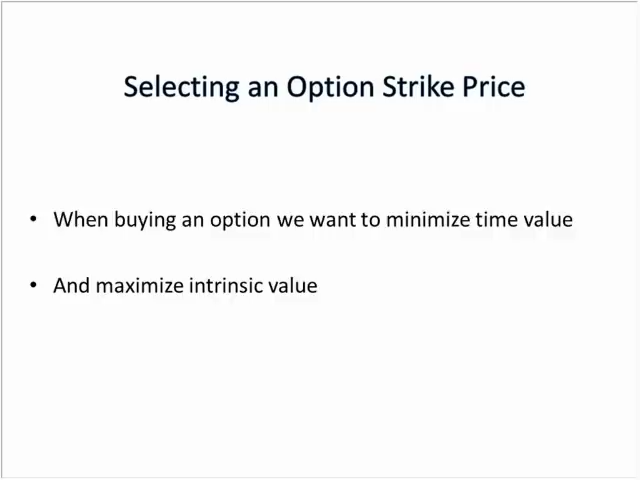 Selecting an Option Strike Price
• When buying an option we want to minimize time value
• And maximize intrinsic value